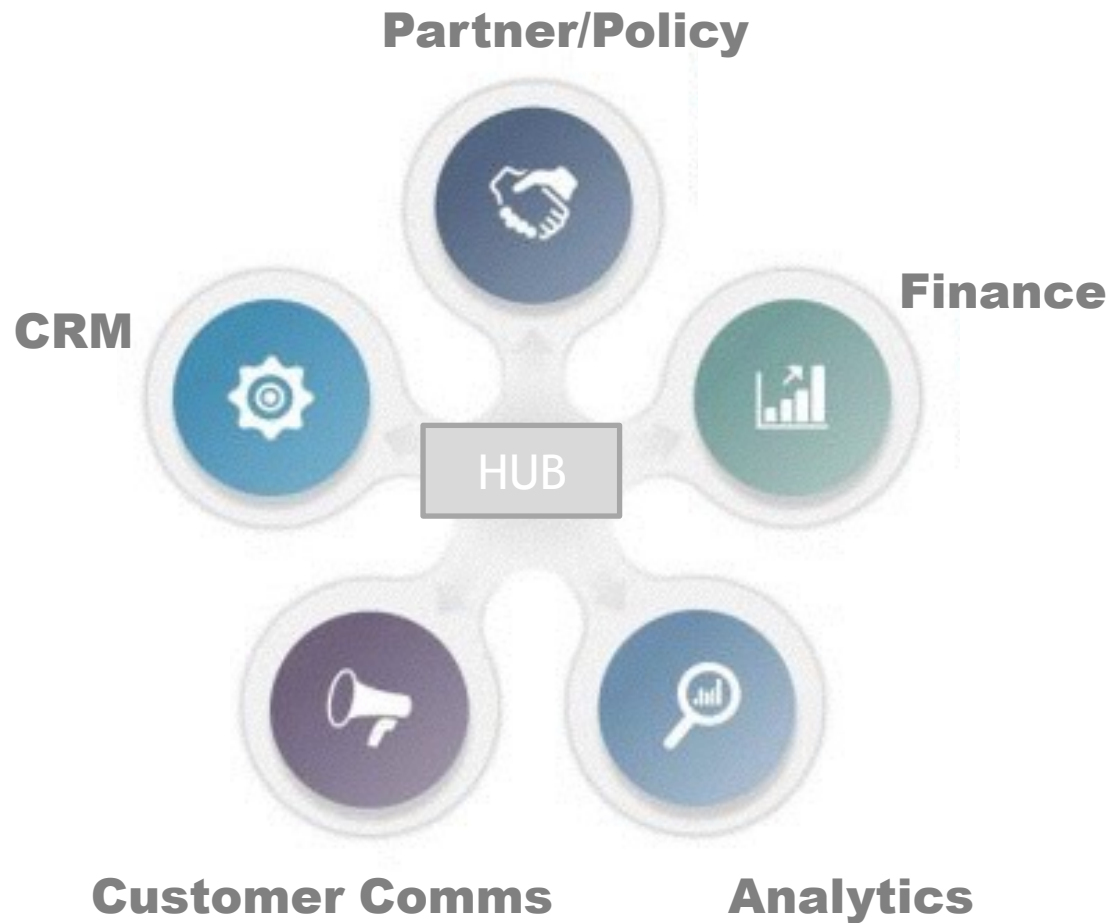 Partner/Policy
Finance
CRM
HUB
Customer Comms
Analytics